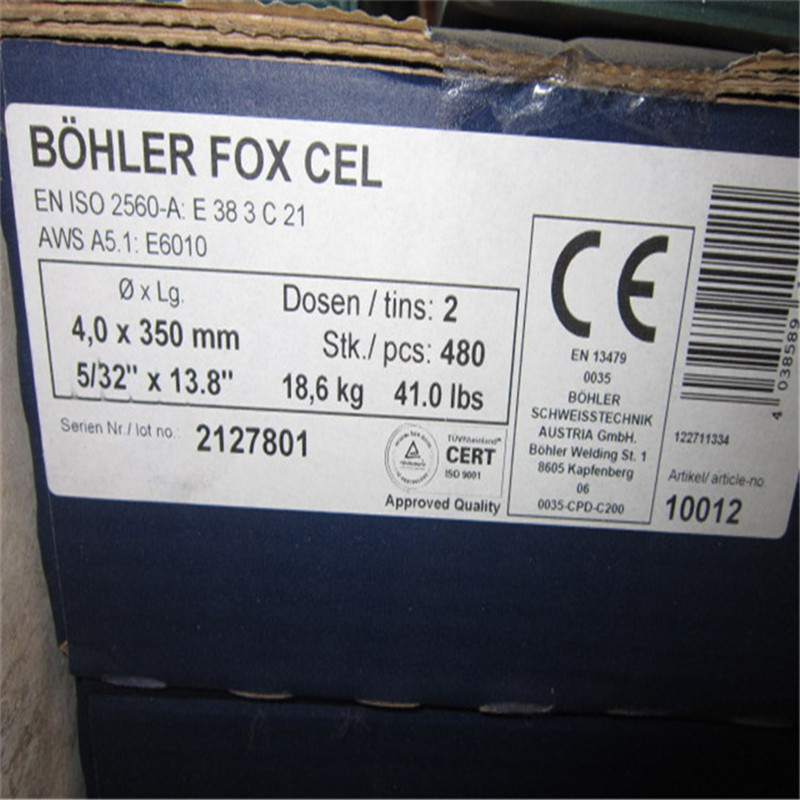 BÖHLER FOX CEL
EN ISO 2560-A: E 38 3 C 21
AWS A5.1: E6010
Ø x Lg.
4,0 x 350 mm
5/32" x 13.8"
Dosen / tins: 2
Stk./ pcs: 480
18,6 kg 41.0 lbs
Serien Nr./ lot no.: 2127801
TÜVRheinland
CERT
ISO 9001
Approved Quality
CE
EN 13479
0035
BÖHLER
SCHWEISSTECHNIK
AUSTRIA GmbH.
Böhler Welding St. 1
8605 Kapfenberg
06
0035-CPD-C200
4 038589
122711334
Artikel/ article-no
10012